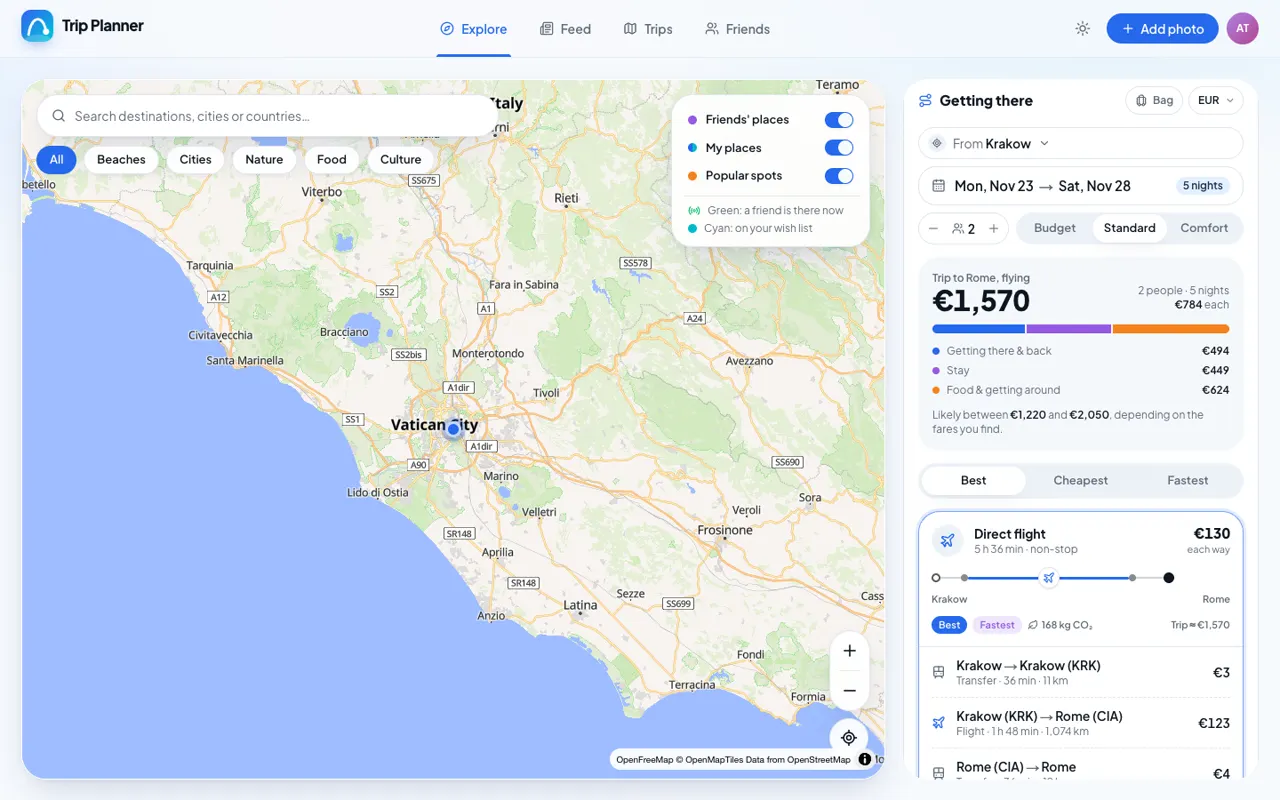 Trip Planner
Explore
Feed
Trips
Friends
Add photo
AT
Search destinations, cities or countries...
All
Beaches
Cities
Nature
Food
Culture
Friends' places
My places
Popular spots
Green: a friend is there now
Cyan: on your wish list
Italy
Teramo
SS675
Viterbo
Rieti
Tarquinia
A12
SS2
SS578
Fara in Sabina
A1
A24
Civitavecchia
Bracciano
Santa Marinella
SS2bis
Monterotondo
Avezzano
A1dir
Tivoli
SS1
Vatican City
A1dir
A90
SS690
Marino
Lido di Ostia
Sora
Velletri
Veroli
SR148
Frosinone
Aprilia
SR148
Sezze
SS699
Latina
Anzio
Fondi
Terracina
Formia
OpenFreeMap © OpenMapTiles Data from OpenStreetMap
Getting there
Bag
EUR
From Krakow
Mon, Nov 23 → Sat, Nov 28
5 nights
2
Budget
Standard
Comfort
Trip to Rome, flying
€1,570
2 people · 5 nights
€784 each
Getting there & back
€494
Stay
€449
Food & getting around
€624
Likely between €1,220 and €2,050, depending on the
fares you find.
Best
Cheapest
Fastest
Direct flight
€130
5 h 36 min · non-stop
each way
Krakow
Rome
Best
Fastest
168 kg CO₂
Trip ≈ €1,570
Krakow → Krakow (KRK)
Transfer · 36 min · 11 km
€3
Krakow (KRK) → Rome (CIA)
Flight · 1 h 48 min · 1,074 km
€123
Rome (CIA) → Rome
€4